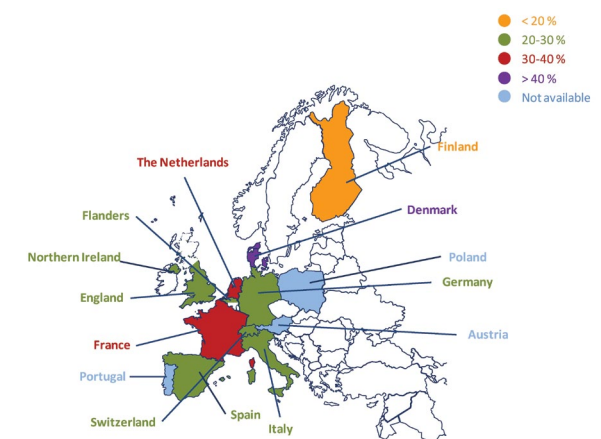 < 20 %
20-30 %
30-40 %
> 40 %
Not available
Finland
The Netherlands
Denmark
Flanders
Northern Ireland
Poland
Germany
England
Austria
France
Portugal
Spain
Switzerland
Italy